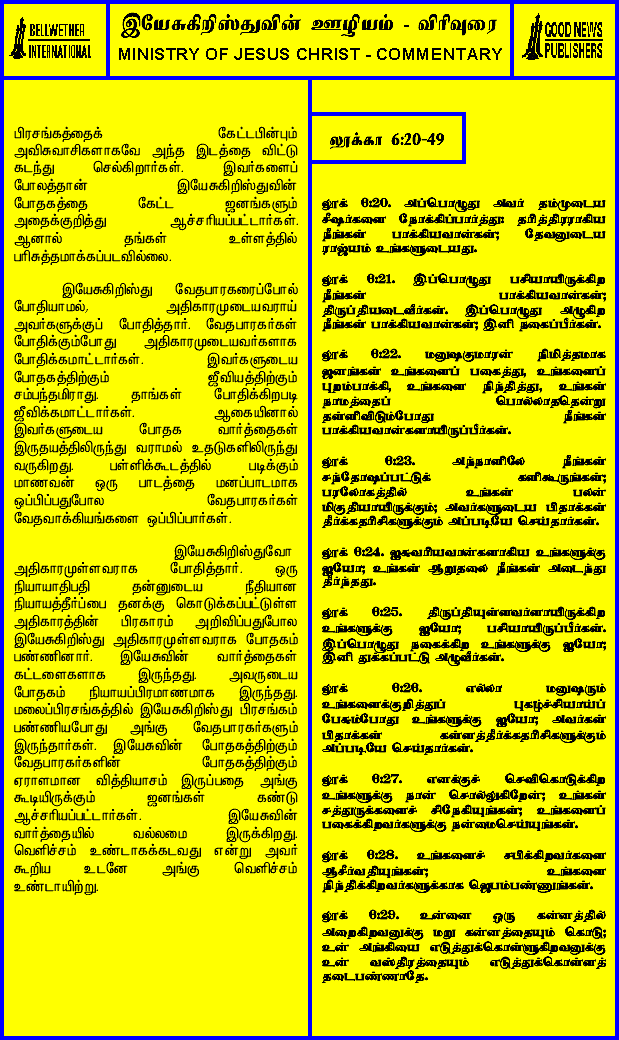 BELLWETHER
INTERNATIONAL
இயேசுகிறிஸ்துவின் ஊழியம் - விரிவுரை
MINISTRY OF JESUS CHRIST - COMMENTARY
GOOD NEWS
PUBLISHERS
பிரசங்கத்தைக் கேட்டபின்பும்
அவிசுவாசிகளாகவே அந்த இடத்தை விட்டு
கடந்து செல்கிறார்கள். இவர்களைப்
போலத்தான் இயேசுகிறிஸ்துவின்
போதகத்தை கேட்ட ஜனங்களும்
அதைக்குறித்து ஆச்சரியப்பட்டார்கள்.
ஆனால் தங்கள் உள்ளத்தில்
பரிசுத்தமாக்கப்படவில்லை.
இயேசுகிறிஸ்து வேதபாரகரைப்போல்
போதியாமல், அதிகாரமுடையவராய்
அவர்களுக்குப் போதித்தார். வேதபாரகர்கள்
போதிக்கும்போது அதிகாரமுடையவர்களாக
போதிக்கமாட்டார்கள். இவர்களுடைய
போதகத்திற்கும் ஜீவியத்திற்கும்
சம்பந்தமிராது. தாங்கள் போதிக்கிறபடி
ஜீவிக்கமாட்டார்கள். ஆகையினால்
இவர்களுடைய போதக வார்த்தைகள்
இருதயத்திலிருந்து வராமல் உதடுகளிலிருந்து
வருகிறது. பள்ளிக்கூடத்தில் படிக்கும்
மாணவன் ஒரு பாடத்தை மனப்பாடமாக
ஒப்பிப்பதுபோல வேதபாரகர்கள்
வேதவாக்கியங்களை ஒப்பிப்பார்கள்.
இயேசுகிறிஸ்துவோ
அதிகாரமுள்ளவராக போதித்தார். ஒரு
நியாயாதிபதி தன்னுடைய நீதியான
நியாயத்தீர்ப்பை தனக்கு கொடுக்கப்பட்டுள்ள
அதிகாரத்தின் பிரகாரம் அறிவிப்பதுபோல
இயேசுகிறிஸ்து அதிகாரமுள்ளவராக போதகம்
பண்ணினார். இயேசுவின் வார்த்தைகள்
கட்டளைகளாக இருந்தது. அவருடைய
போதகம் நியாயப்பிரமாணமாக இருந்தது.
மலைப்பிரசங்கத்தில் இயேசுகிறிஸ்து பிரசங்கம்
பண்ணியபோது அங்கு வேதபாரகர்களும்
இருந்தார்கள். இயேசுவின் போதகத்திற்கும்
வேதபாரகர்களின் போதகத்திற்கும்
ஏராளமான வித்தியாசம் இருப்பதை அங்கு
கூடியிருக்கும் ஜனங்கள் கண்டு
ஆச்சரியப்பட்டார்கள். இயேசுவின்
வார்த்தையில் வல்லமை இருக்கிறது.
வெளிச்சம் உண்டாகக்கடவது என்று அவர்
கூறிய உடனே அங்கு வெளிச்சம்
உண்டாயிற்று.
லூக்கா 6:20-49
லூக் 6:20. அப்பொழுது அவர் தம்முடைய
சீஷர்களை நோக்கிப்பார்த்து: தரித்திரராகிய
நீங்கள் பாக்கியவான்கள்; தேவனுடைய
ராஜ்யம் உங்களுடையது.
லூக் 6:21. இப்பொழுது பசியாயிருக்கிற
நீங்கள் பாக்கியவான்கள்;
திருப்தியடைவீர்கள். இப்பொழுது அழுகிற
நீங்கள் பாக்கியவான்கள்; இனி நகைப்பீர்கள்.
லூக் 6:22. மனுஷகுமாரன் நிமித்தமாக
ஜனங்கள் உங்களைப் பகைத்து, உங்களைப்
புறம்பாக்கி, உங்களை நிந்தித்து, உங்கள்
நாமத்தைப் பொல்லாததென்று
தள்ளிவிடும்போது நீங்கள்
பாக்கியவான்களாயிருப்பீர்கள்.
லூக் 6:23. அந்நாளிலே நீங்கள்
சந்தோஷப்பட்டுக் களிகூருங்கள்;
பரலோகத்தில் உங்கள் பலன்
மிகுதியாயிருக்கும்; அவர்களுடைய பிதாக்கள்
தீர்க்கதரிசிகளுக்கும் அப்படியே செய்தார்கள்.
லூக் 6:24. ஐசுவரியவான்களாகிய உங்களுக்கு
ஐயோ; உங்கள் ஆறுதலை நீங்கள் அடைந்து
தீர்ந்தது.
லூக் 6:25. திருப்தியுள்ளவர்களாயிருக்கிற
உங்களுக்கு ஐயோ; பசியாயிருப்பீர்கள்.
இப்பொழுது நகைக்கிற உங்களுக்கு ஐயோ;
இனி துக்கப்பட்டு அழுவீர்கள்.
லூக் 6:26. எல்லா மனுஷரும்
உங்களைக்குறித்துப் புகழ்ச்சியாய்ப்
பேசும்போது உங்களுக்கு ஐயோ; அவர்கள்
பிதாக்கள் கள்ளத்தீர்க்கதரிசிகளுக்கும்
அப்படியே செய்தார்கள்.
லூக் 6:27. எனக்குச் செவிகொடுக்கிற
உங்களுக்கு நான் சொல்லுகிறேன்; உங்கள்
சத்துருக்களைச் சிநேகியுங்கள்; உங்களைப்
பகைக்கிறவர்களுக்கு நன்மைசெய்யுங்கள்.
லூக் 6:28. உங்களைச் சபிக்கிறவர்களை
ஆசீர்வதியுங்கள்; உங்களை
நிந்திக்கிறவர்களுக்காக ஜெபம்பண்ணுங்கள்.
லூக் 6:29. உன்னை ஒரு கன்னத்தில்
அறைகிறவனுக்கு மறு கன்னத்தையும் கொடு;
உன் அங்கியை எடுத்துக்கொள்ளுகிறவனுக்கு
உன் வஸ்திரத்தையும் எடுத்துக்கொள்ளத்
தடைபண்ணாதே.